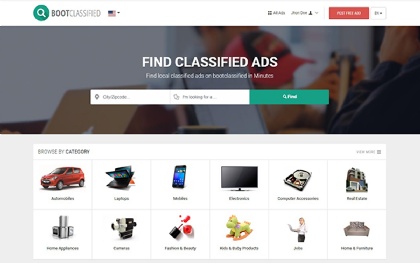 BOOTCLASSIFIED
All Ads
Jhon Doe
POST FREE ADS
EN
FIND CLASSIFIED ADS
Find local classified ads on bootclassified in Minutes
City/Zipcode...
I'm looking for a ...
Find
BROWSE BY CATEGORY
VIEW MORE
Automobiles
Laptops
Mobiles
Electronics
Computer Accessories
Real Estate
Home Appliances
Cameras
Fashion & Beauty
Kids & Baby Products
Jobs
Home & Furniture